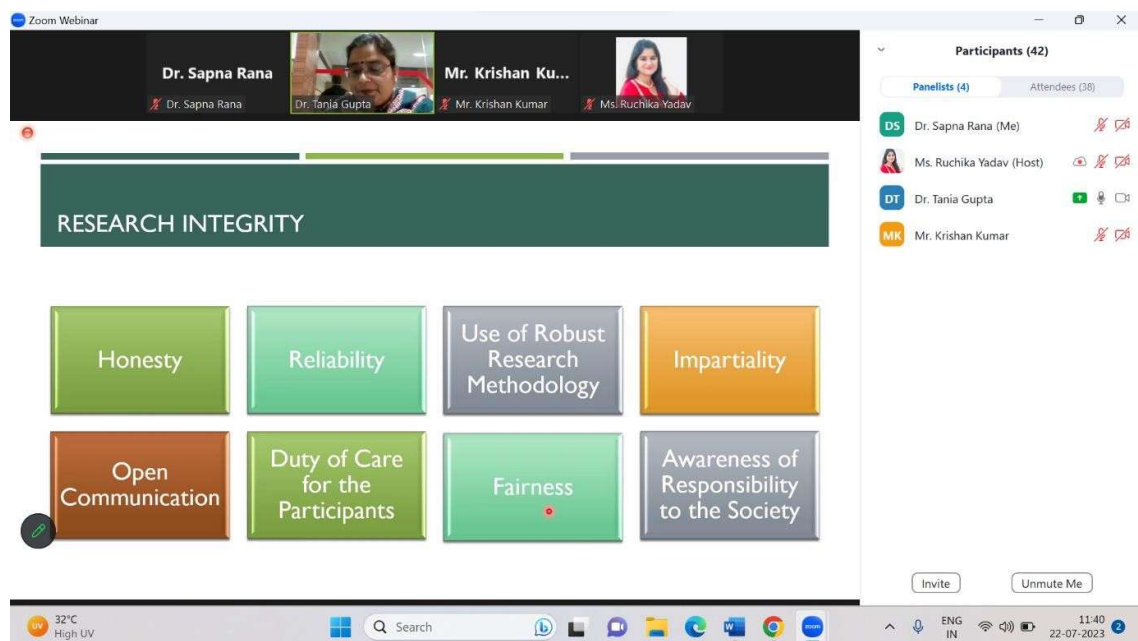 Zoom Webinar
Dr. Sapna Rana
Mr. Krishan Ku...
Dr. Sapna Rana
Dr. Tania Gupta
Mr. Krishan Kumar
Ms. Ruchika Yadav
RESEARCH INTEGRITY
Honesty
Reliability
Use of Robust
Research
Methodology
Impartiality
Open
Communication
Duty of Care
for the
Participants
Fairness
Awareness of
Responsibility
to the Society
Participants (42)
Panelists (4)
Attendees (38)
DS
Dr. Sapna Rana (Me)
Ms. Ruchika Yadav (Host)
DT
Dr. Tania Gupta
MK
Mr. Krishan Kumar
Invite
Unmute Me
UV
32°C
High UV
Search
zoom
ENG
IN
11:40
22-07-2023
2